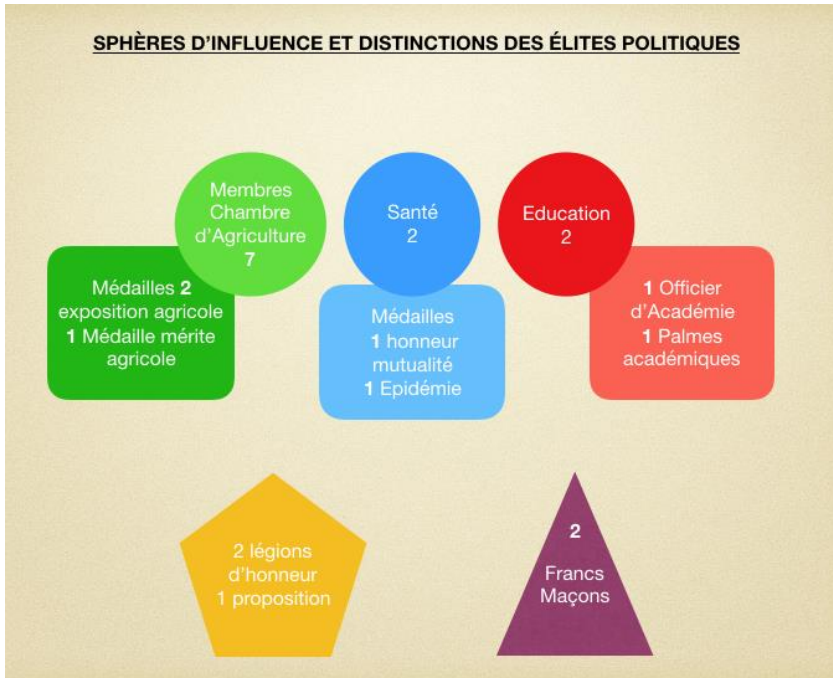 SPHÈRES D'INFLUENCE ET DISTINCTIONS DES ÉLITES POLITIQUES
Membres
Chambre
d'Agriculture
7
Santé
2
Education
2
Médailles 2
exposition agricole
1 Médaille mérite
agricole
Médailles
1 honneur
mutualité
1 Epidémie
1 Officier
d'Académie
1 Palmes
académiques
2 légions
d'honneur
1 proposition
2
Francs
Maçons